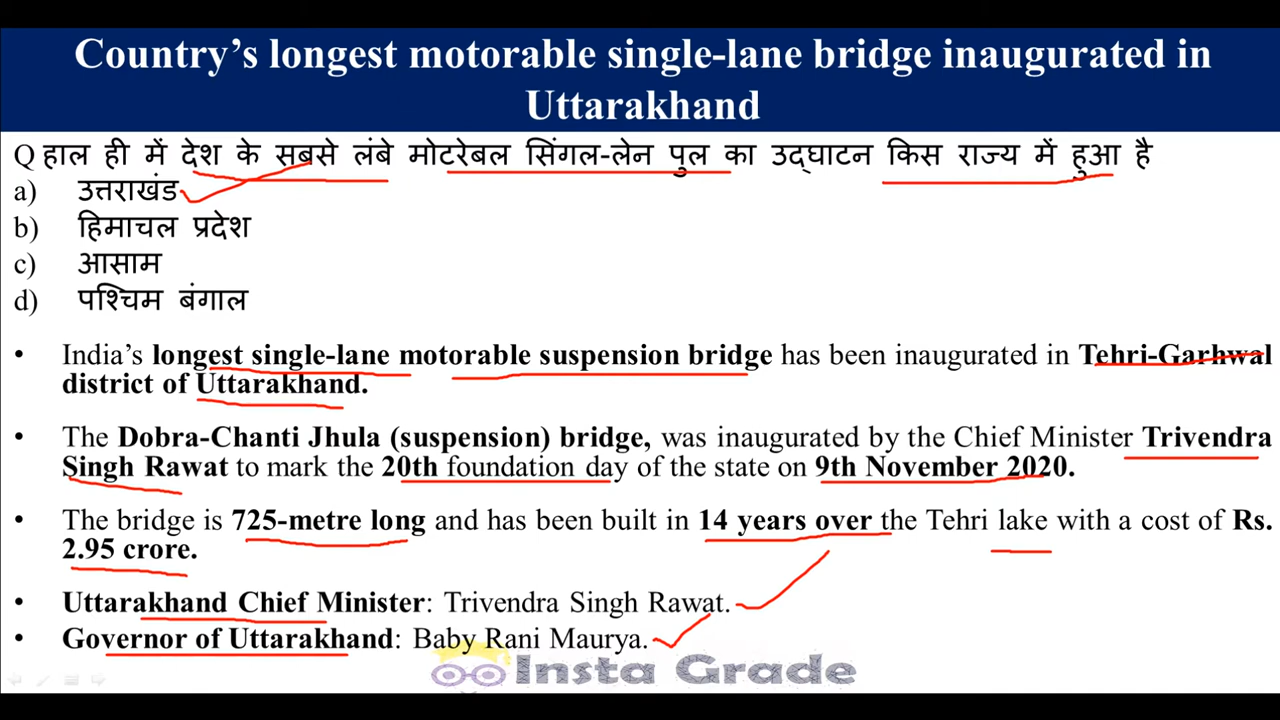 Country’s longest motorable single-lane bridge inaugurated in
Uttarakhand
Q हाल ही में देश के सबसे लंबे मोटरेबल सिंगल-लेन पुल का उद्घाटन किस राज्य में हुआ है
a) उत्तराखंड
b) हिमाचल प्रदेश
c) आसाम
d) पश्चिम बंगाल
• India’s longest single-lane motorable suspension bridge has been inaugurated in Tehri-Garhwal
district of Uttarakhand.
• The Dobra-Chanti Jhula (suspension) bridge, was inaugurated by the Chief Minister Trivendra
Singh Rawat to mark the 20th foundation day of the state on 9th November 2020.
• The bridge is 725-metre long and has been built in 14 years over the Tehri lake with a cost of Rs.
2.95 crore.
• Uttarakhand Chief Minister: Trivendra Singh Rawat.
• Governor of Uttarakhand: Baby Rani Maurya.
Insta Grade